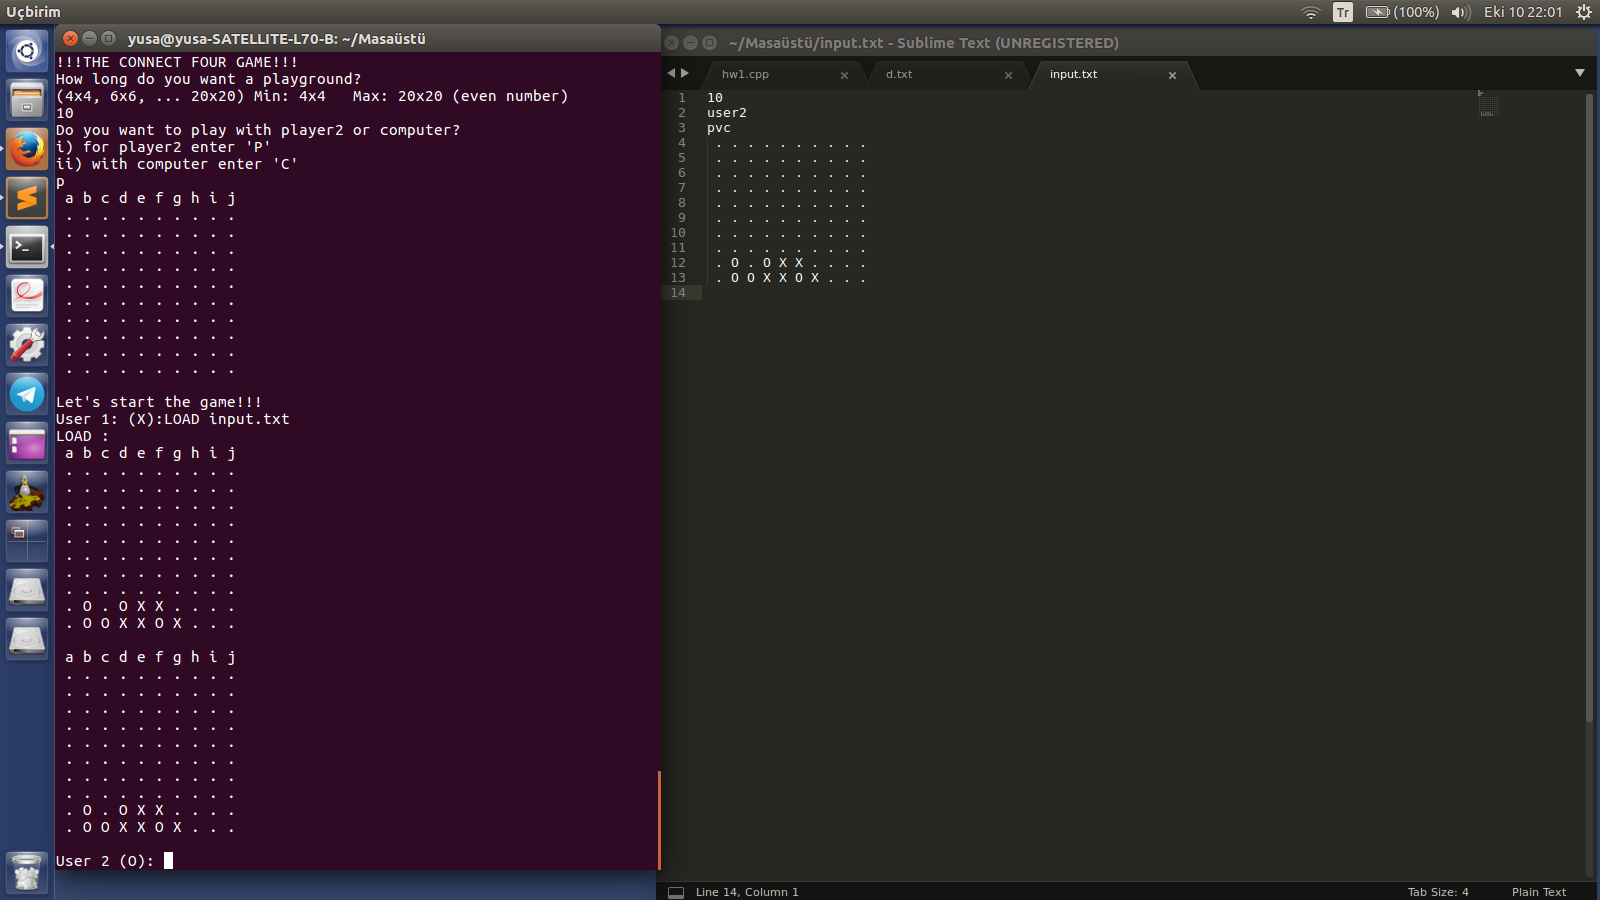 Uçbirim
Tr
(100%)
Eki 10 22:01
yusa@yusa-SATELLITE-L70-B: ~/Masaüstü
!!!THE CONNECT FOUR GAME!!!
How long do you want a playground?
(4x4, 6x6, ... 20x20) Min: 4x4   Max: 20x20 (even number)
10
Do you want to play with player2 or computer?
i) for player2 enter 'P'
ii) with computer enter 'C'
p
a b c d e f g h i j
. . . . . . . . . .
. . . . . . . . . .
. . . . . . . . . .
. . . . . . . . . .
. . . . . . . . . .
. . . . . . . . . .
. . . . . . . . . .
. . . . . . . . . .
. . . . . . . . . .
. . . . . . . . . .
Let's start the game!!!
User 1: (X):LOAD input.txt
LOAD :
a b c d e f g h i j
. . . . . . . . . .
. . . . . . . . . .
. . . . . . . . . .
. . . . . . . . . .
. . . . . . . . . .
. . . . . . . . . .
. . . . . . . . . .
. . . . . . . . . .
. O . O X X . . . .
. O O X X O X . . .
a b c d e f g h i j
. . . . . . . . . .
. . . . . . . . . .
. . . . . . . . . .
. . . . . . . . . .
. . . . . . . . . .
. . . . . . . . . .
. . . . . . . . . .
. . . . . . . . . .
. O . O X X . . . .
. O O X X O X . . .
User 2 (O):
~/Masaüstü/input.txt - Sublime Text (UNREGISTERED)
hw1.cpp
d.txt
input.txt
1 10
2 user2
3 pvc
4 . . . . . . . . . .
5 . . . . . . . . . .
6 . . . . . . . . . .
7 . . . . . . . . . .
8 . . . . . . . . . .
9 . . . . . . . . . .
10 . . . . . . . . . .
11 . . . . . . . . . .
12 . O . O X X . . . .
13 . O O X X O X . . .
14
Line 14, Column 1
Tab Size: 4
Plain Text